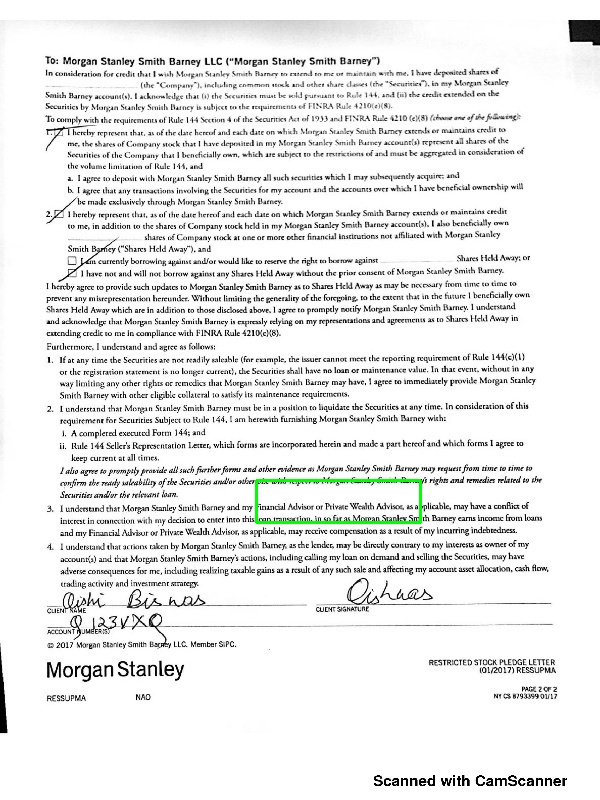 To: Morgan Stanley Smith Barney LLC ("Morgan Stanley Smith Barney")
In consideration for credit that I wish Morgan Stanley Smith Barney to extend to me or maintain with me, I have deposited shares of
(the "Company"), including common stock and other share classes (the "Securities"), in my Morgan Stanley
Smith Barney account(s). I acknowledge that (i) the Securities must be sold pursuant to Rule 144, and (ii) the credit extended on the
Securities by Morgan Stanley Smith Barney is subject to the requirements of FINRA Rule 4210(e)(8).
To comply with the requirements of Rule 144 Section 4 of the Securities Act of 1933 and FINRA Rule 4210 (e)(8) (choose one of the following):
1. I hereby represent that, as of the date hereof and each date on which Morgan Stanley Smith Barney extends or maintains credit to
me, the shares of Company stock that I have deposited in my Morgan Stanley Smith Barney account(s) represent all shares of the
Securities of the Company that I beneficially own, which are subject to the restrictions of and must be aggregated in consideration of
the volume limitation of Rule 144, and
a. I agree to deposit with Morgan Stanley Smith Barney all such securities which I may subsequently acquire; and
b. I agree that any transactions involving the Securities for my account and the accounts over which I have beneficial ownership will
be made exclusively through Morgan Stanley Smith Barney.
2. I hereby represent that, as of the date hereof and each date on which Morgan Stanley Smith Barney extends or maintains credit
to me, in addition to the shares of Company stock held in my Morgan Stanley Smith Barney account(s), I also beneficially own
shares of Company stock at one or more other financial institutions not affiliated with Morgan Stanley
Smith Barney ("Shares Held Away"), and
I am currently borrowing against and/or would like to reserve the right to borrow against Shares Held Away; or
I have not and will not borrow against any Shares Held Away without the prior consent of Morgan Stanley Smith Barney.
I hereby agree to provide such updates to Morgan Stanley Smith Barney as to Shares Held Away as may be necessary from time to time to
prevent any misrepresentation hereunder. Without limiting the generality of the foregoing, to the extent that in the future I beneficially own
Shares Held Away which are in addition to those disclosed above, I agree to promptly notify Morgan Stanley Smith Barney. I understand
and acknowledge that Morgan Stanley Smith Barney is expressly relying on my representations and agreements as to Shares Held Away in
extending credit to me in compliance with FINRA Rule 4210(e)(8).
Furthermore, I understand and agree as follows:
1. If at any time the Securities are not readily saleable (for example, the issuer cannot meet the reporting requirement of Rule 144(c)(1)
or the registration statement is no longer current), the Securities shall have no loan or maintenance value. In that event, without in any
way limiting any other rights or remedies that Morgan Stanley Smith Barney may have, I agree to immediately provide Morgan Stanley
Smith Barney with other eligible collateral to satisfy its maintenance requirements.
2. I understand that Morgan Stanley Smith Barney must be in a position to liquidate the Securities at any time. In consideration of this
requirement for Securities Subject to Rule 144, I am herewith furnishing Morgan Stanley Smith Barney with:
i. A completed executed Form 144; and
ii. Rule 144 Seller's Representation Letter, which forms are incorporated herein and made a part hereof and which forms I agree to
keep current at all times.
I also agree to promptly provide all such further forms and other evidence as Morgan Stanley Smith Barney may request from time to time to
confirm the ready saleability of the Securities and/or otherwise with respect to Morgan Stanley Smith Barney's rights and remedies related to the
Securities and/or the relevant loan.
3. I understand that Morgan Stanley Smith Barney and my Financial Advisor or Private Wealth Advisor, as applicable, may have a conflict of
interest in connection with my decision to enter into this loan transaction, in so far as Morgan Stanley Smith Barney earns income from loans
and my Financial Advisor or Private Wealth Advisor, as applicable, may receive compensation as a result of my incurring indebtedness.
4. I understand that actions taken by Morgan Stanley Smith Barney, as the lender, may be directly contrary to my interests as owner of my
account(s) and that Morgan Stanley Smith Barney's actions, including calling my loan on demand and selling the Securities, may have
adverse consequences for me, including realizing taxable gains as a result of any such sale and affecting my account asset allocation, cash flow,
trading activity and investment strategy.
Oishi Biswas
CLIENT NAME CLIENT SIGNATURE
Q123VXQ
ACCOUNT NUMBER(S)
© 2017 Morgan Stanley Smith Barney LLC. Member SIPC.
Morgan Stanley
RESTRICTED STOCK PLEDGE LETTER
(01/2017) RESSUPMA
PAGE 2 OF 2
NY CS 8793399 01/17
RESSUPMA NAO
Scanned with CamScanner